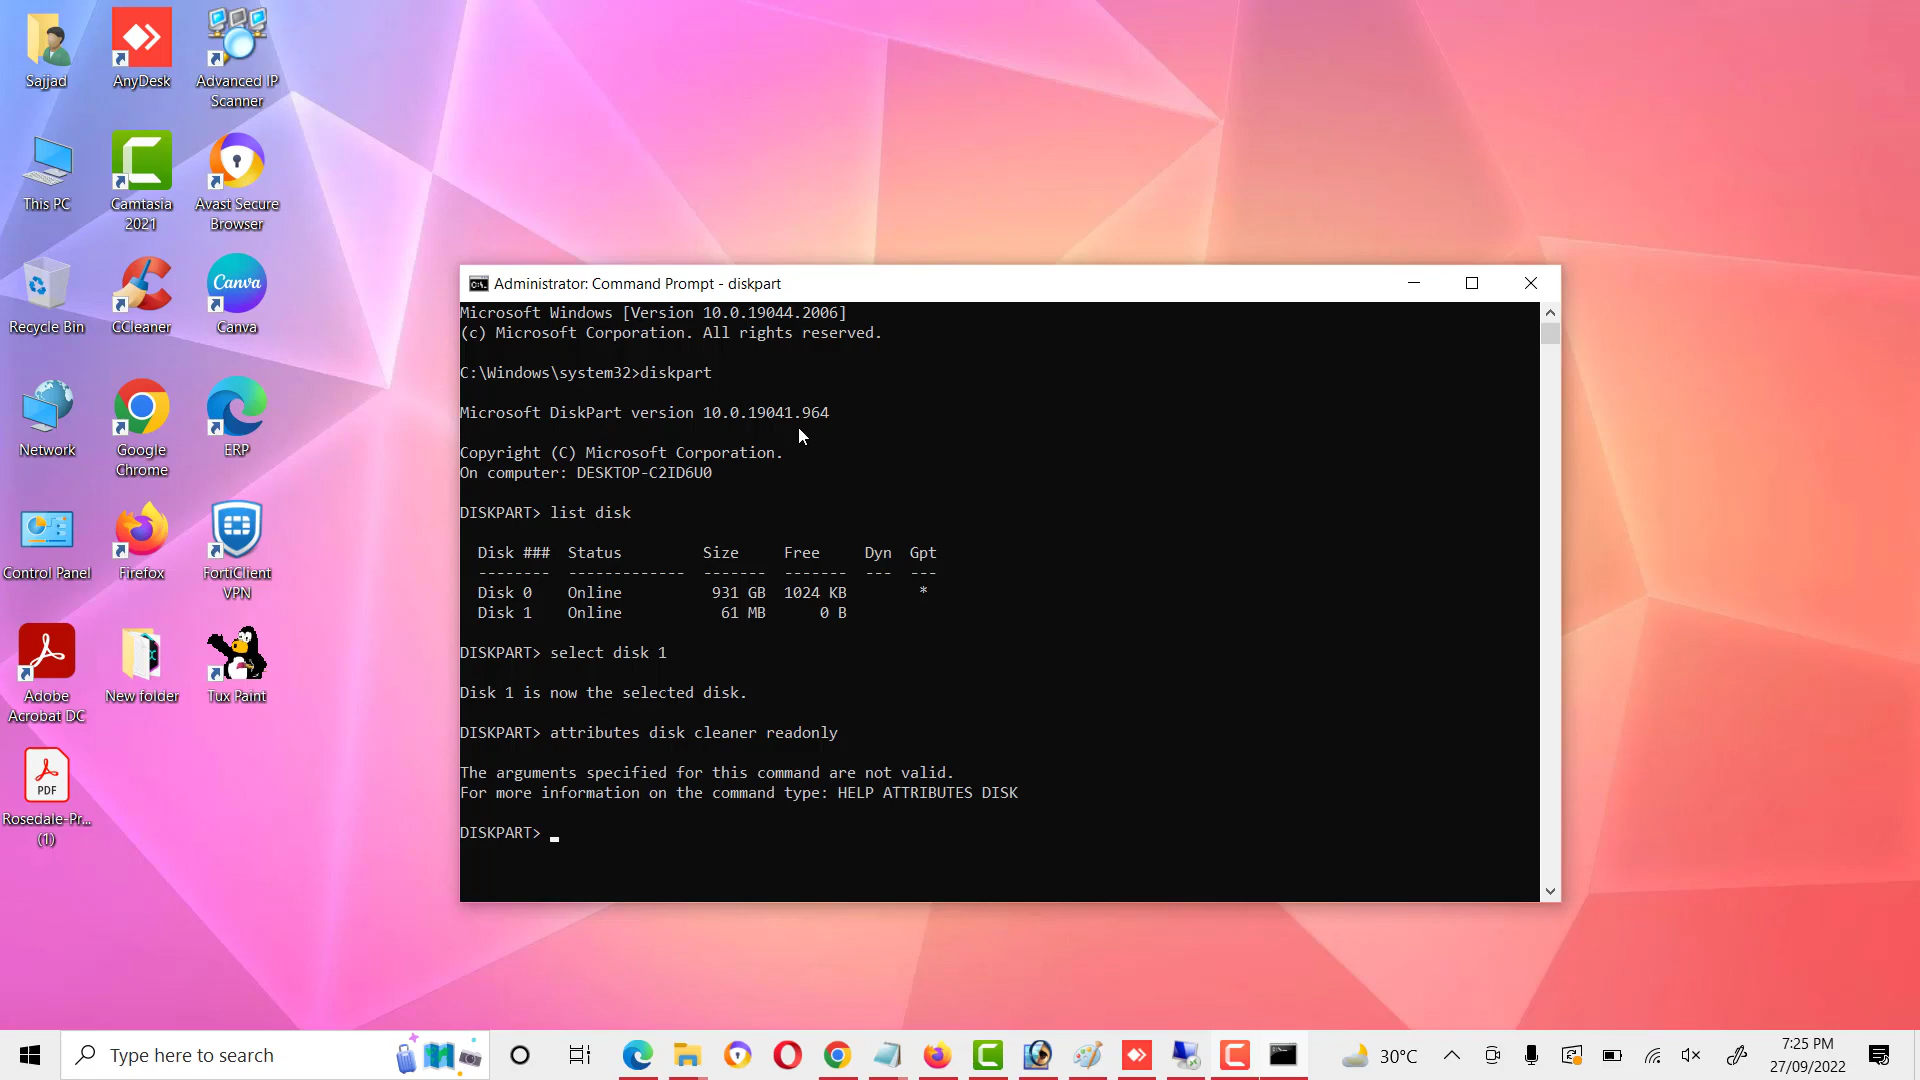 Sajjad
AnyDesk
Advanced IP
Scanner
This PC
Camtasia
2021
Avast Secure
Browser
Recycle Bin
CCleaner
Canva
Canva
Network
Google
Chrome
ERP
Control Panel
Firefox
FortiClient
VPN
Adobe
Acrobat DC
New folder
Tux Paint
PDF
Rosedale-Pr...
(1)
Administrator: Command Prompt - diskpart
Microsoft Windows [Version 10.0.19044.2006]
(c) Microsoft Corporation. All rights reserved.
C:\Windows\system32>diskpart
Microsoft DiskPart version 10.0.19041.964
Copyright (C) Microsoft Corporation.
On computer: DESKTOP-C2ID6U0
DISKPART> list disk
Disk ### Status Size Free Dyn Gpt
-------- ------------- ------- ------- --- ---
Disk 0 Online 931 GB 1024 KB *
Disk 1 Online 61 MB 0 B
DISKPART> select disk 1
Disk 1 is now the selected disk.
DISKPART> attributes disk cleaner readonly
The arguments specified for this command are not valid.
For more information on the command type: HELP ATTRIBUTES DISK
DISKPART>
Type here to search
30°C
7:25 PM
27/09/2022